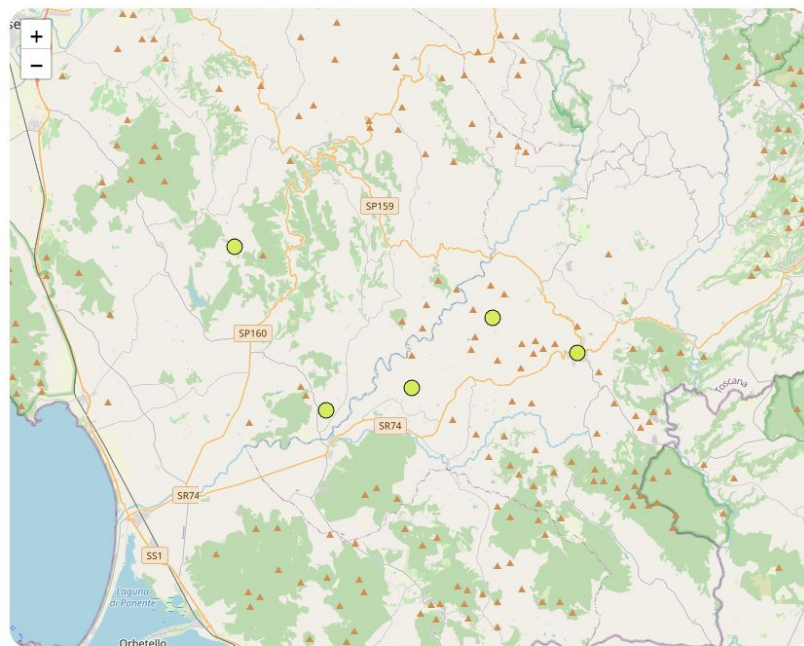 +
−
SP159
SP160
Toscana
SR74
SR74
SS1
Laguna
di Ponente
Orbetello